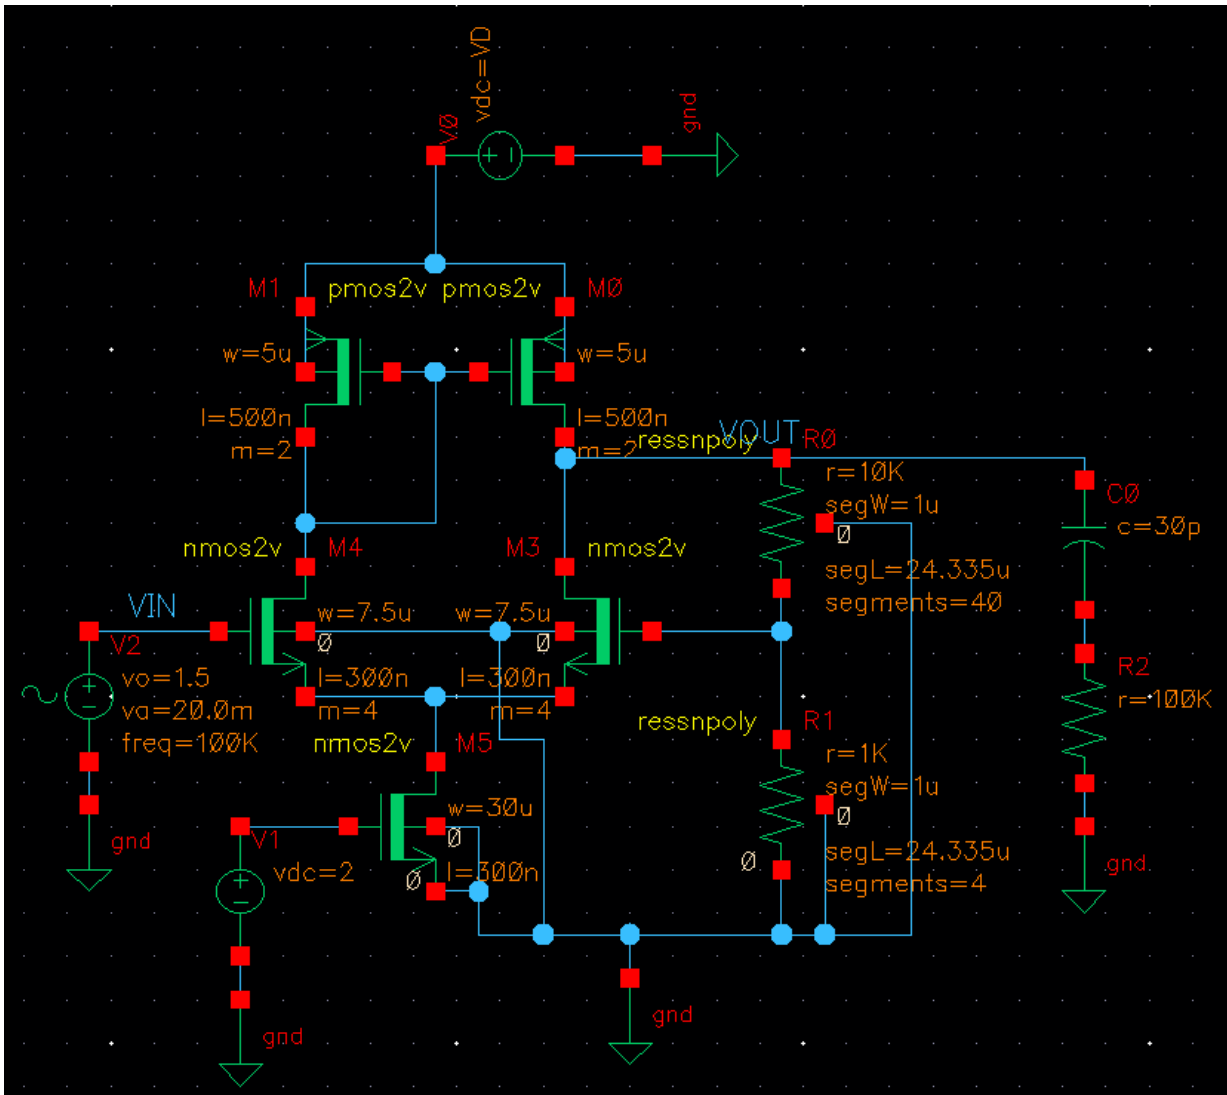 vdc=VD
V0
gnd
M1
pmos2v
pmos2v
M0
w=5u
w=5u
l=500n
l=500n
m=2
m=2
VOUT
ressnpoly
R0
r=10K
segW=1u
0
segL=24.335u
segments=40
C0
c=30p
nmos2v
M4
M3
nmos2v
VIN
w=7.5u
w=7.5u
0
0
V2
vo=1.5
va=20.0m
freq=100K
l=300n
l=300n
m=4
m=4
R2
r=100K
nmos2v
M5
ressnpoly
R1
r=1K
segW=1u
0
segL=24.335u
segments=4
0
w=30u
0
l=300n
0
V1
vdc=2
gnd
gnd
gnd
gnd